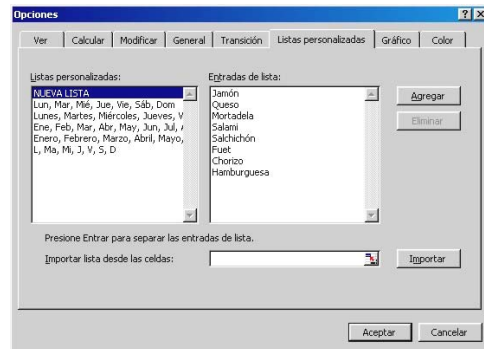 Opciones
Ver Calcular Modificar General Transición Listas personalizadas Gráfico Color
Listas personalizadas:
NUEVA LISTA
Lun, Mar, Mié, Jue, Vie, Sáb, Dom
Lunes, Martes, Miércoles, Jueves, V
Ene, Feb, Mar, Abr, May, Jun, Jul,
Enero, Febrero, Marzo, Abril, Mayo,
L, Ma, Mi, J, V, S, D
Entradas de lista:
Jamón
Queso
Mortadela
Salami
Salchichón
Fuet
Chorizo
Hamburguesa
Agregar
Eliminar
Presione Entrar para separar las entradas de lista.
Importar lista desde las celdas:
Importar
Aceptar Cancelar